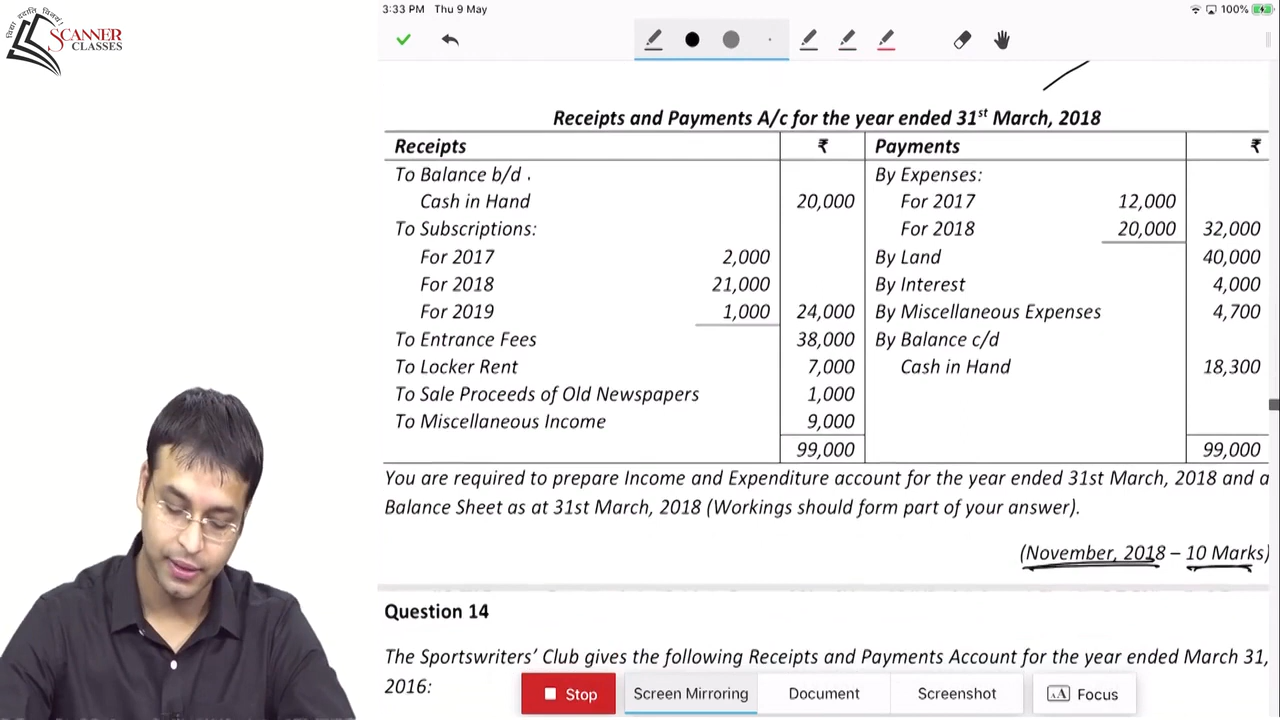 विद्या ददाति विनयं
SCANNER
CLASSES
3:33 PM Thu 9 May
100%
Receipts and Payments A/c for the year ended 31st March, 2018
Receipts ₹ Payments ₹
To Balance b/d . By Expenses:
Cash in Hand 20,000 For 2017 12,000
To Subscriptions: For 2018 20,000 32,000
For 2017 2,000 By Land 40,000
For 2018 21,000 By Interest 4,000
For 2019 1,000 24,000 By Miscellaneous Expenses 4,700
To Entrance Fees 38,000 By Balance c/d
To Locker Rent 7,000 Cash in Hand 18,300
To Sale Proceeds of Old Newspapers 1,000
To Miscellaneous Income 9,000
99,000 99,000
You are required to prepare Income and Expenditure account for the year ended 31st March, 2018 and a
Balance Sheet as at 31st March, 2018 (Workings should form part of your answer).
(November, 2018 – 10 Marks)
Question 14
The Sportswriters' Club gives the following Receipts and Payments Account for the year ended March 31,
2016:
Stop Screen Mirroring Document Screenshot AA Focus